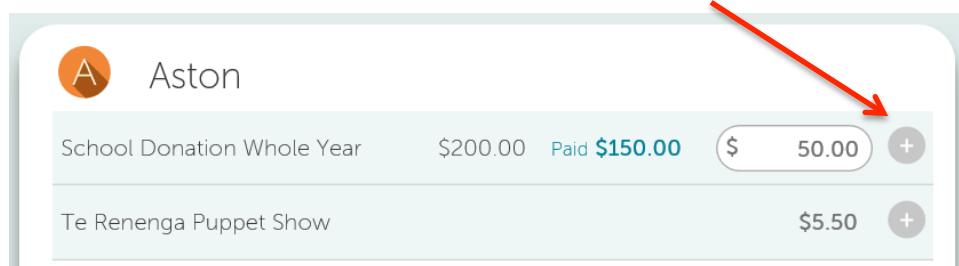 A Aston
School Donation Whole Year $200.00 Paid $150.00 $ 50.00 +
Te Renenga Puppet Show $5.50 +